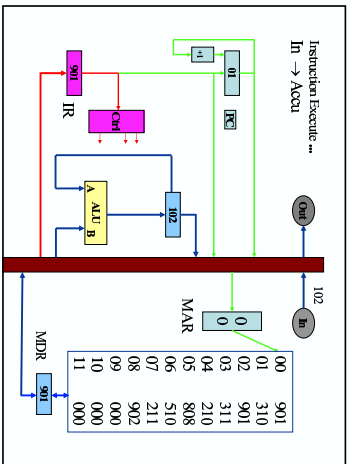 Instruction Execute ...
In → Accu
+1
01
PC
901
IR
Ctrl
A
ALU
B
102
Out
102
In
MAR
0 0
MDR
901
00 901
01 310
02 901
03 311
04 210
05 808
06 510
07 211
08 902
09 000
10 000
11 000